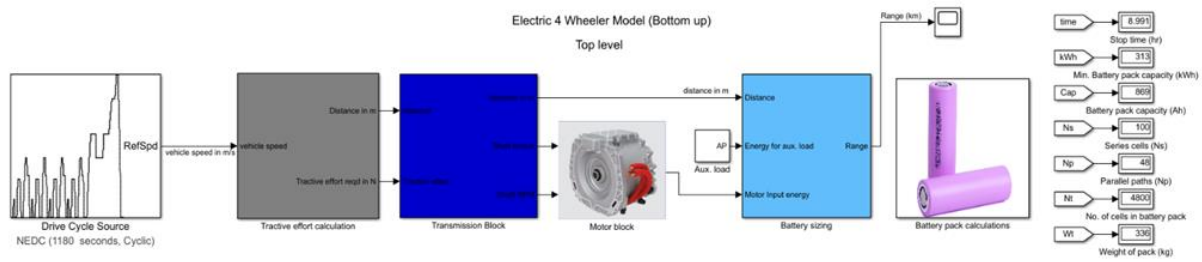 Electric 4 Wheeler Model (Bottom up)
Top level
RefSpd
Drive Cycle Source
NEDC (1180 seconds, Cyclic)
vehicle speed in m/s
vehicle speed
Distance in m
Tractive effort reqd in N
Tractive effort calculation
Transmission Block
Motor block
distance in m
AP
Aux. load
Distance
Energy for aux. load
Motor Input energy
Range
Battery sizing
Range (km)
Battery pack calculations
time
8.991
Stop time (hr)
kWh
313
Min. Battery pack capacity (kWh)
Cap
869
Battery pack capacity (Ah)
Ns
100
Series cells (Ns)
Np
48
Parallel paths (Np)
Nt
4800
No. of cells in battery pack
Wt
336
Weight of pack (kg)